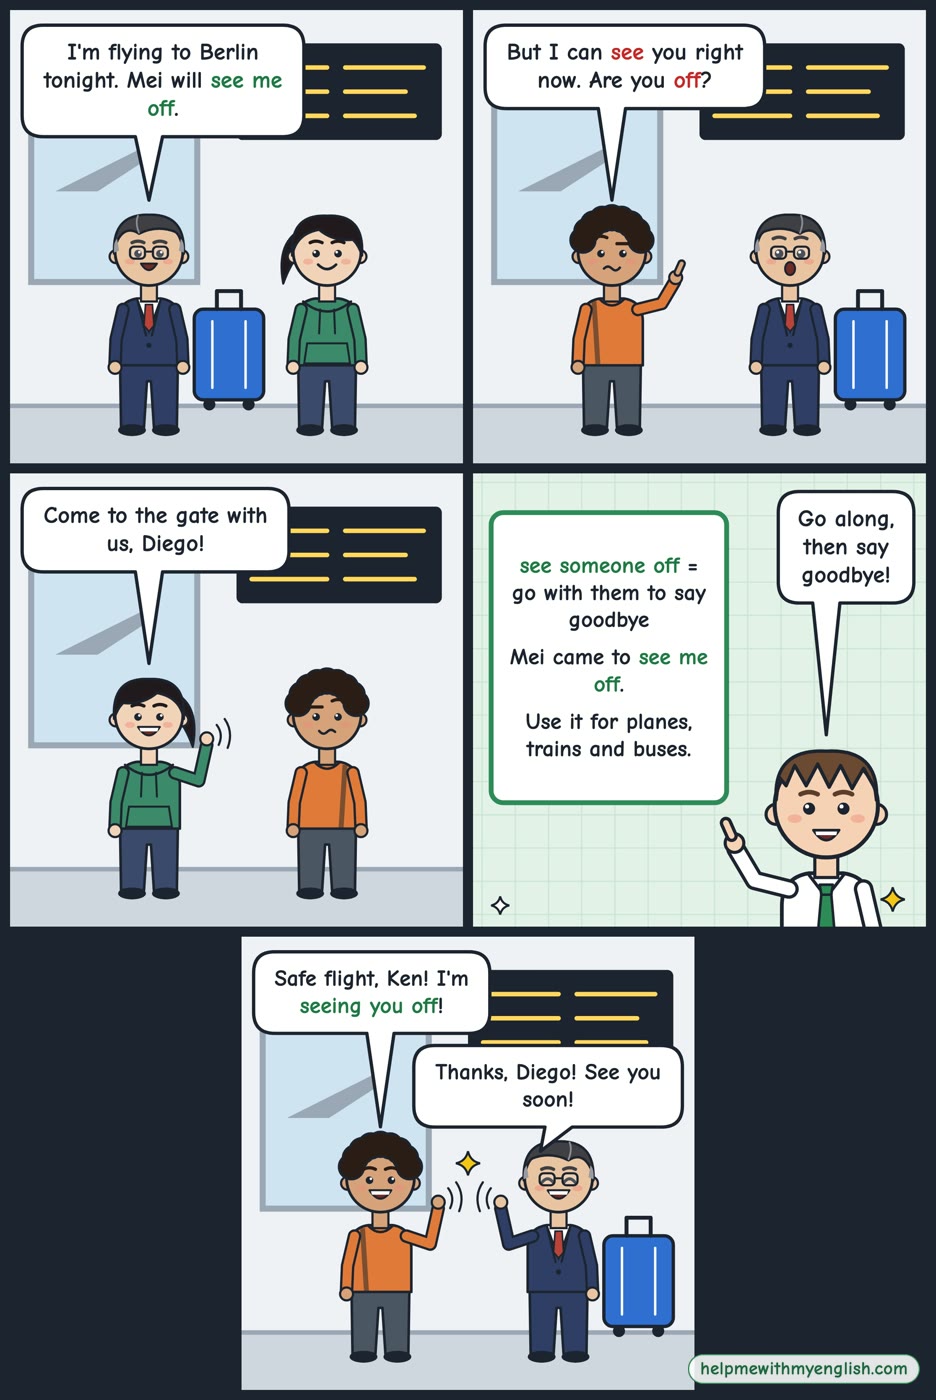 I'm flying to Berlin
tonight. Mei will see me
off.
But I can see you right
now. Are you off?
Come to the gate with
us, Diego!
see someone off =
go with them to say
goodbye
Mei came to see me
off.
Use it for planes,
trains and buses.
Go along,
then say
goodbye!
Safe flight, Ken! I'm
seeing you off!
Thanks, Diego! See you
soon!
helpmewithmyenglish.com